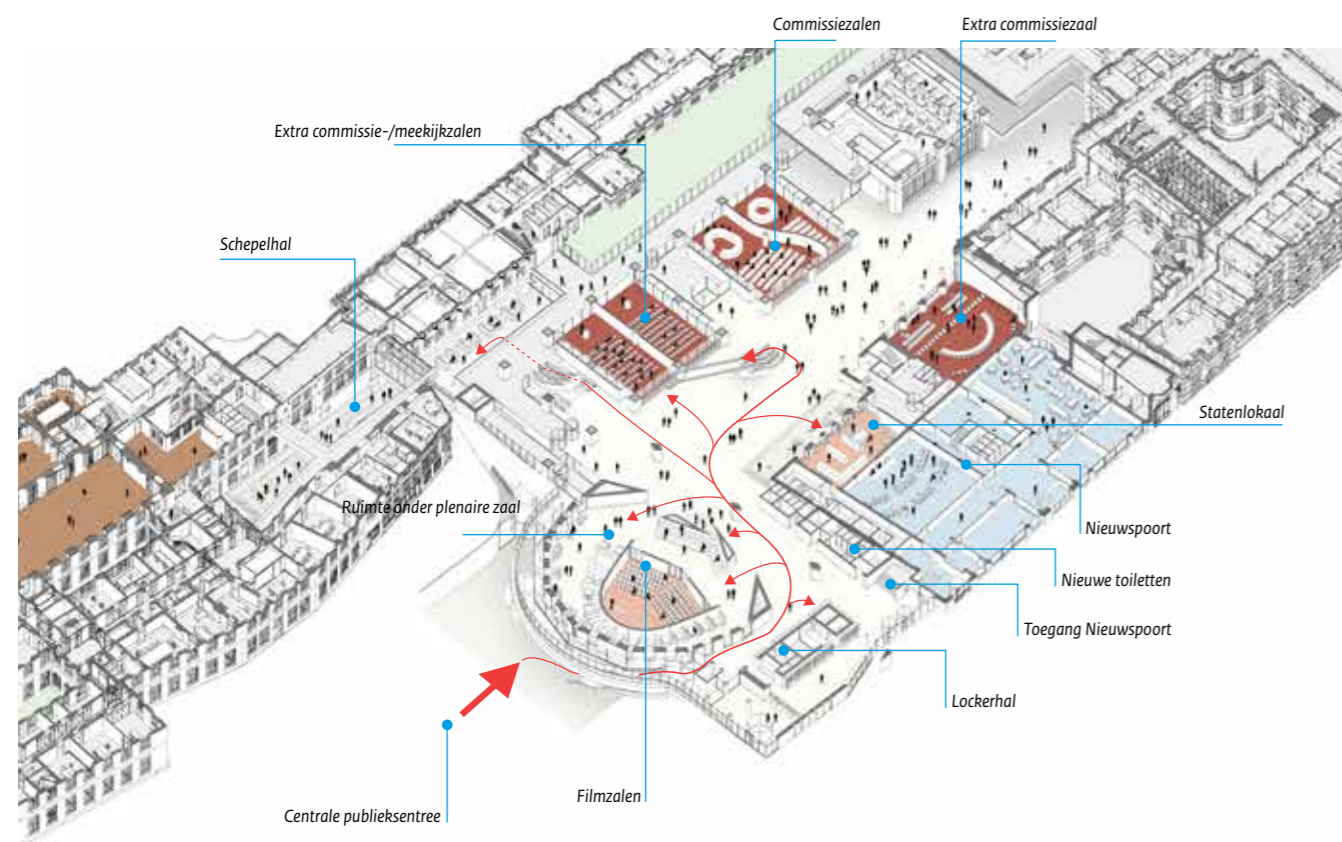 Commissiezalen
Extra commissiezaal
Extra commissie-/meekijkzalen
Schepelhal
Statenlokaal
Ruimte onder plenaire zaal
Nieuwspoort
Nieuwe toiletten
Toegang Nieuwspoort
Lockerhal
Filmzalen
Centrale publieksentree